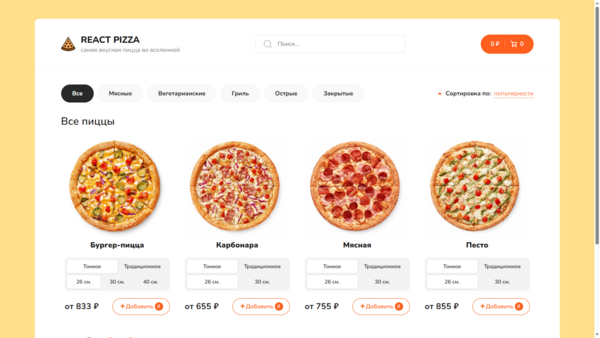 REACT PIZZA
самая вкусная пицца во вселенной
Поиск...
0 ₽ 0
Все Мясные Вегетарианские Гриль Острые Закрытые
Сортировка по: популярности
Все пиццы
Бургер-пицца Карбонара Мясная Песто
Тонкое Традиционное Тонкое Традиционное Тонкое Традиционное Тонкое Традиционное
26 см. 30 см. 40 см. 26 см. 30 см. 26 см. 30 см. 26 см. 30 см.
от 833 ₽ +Добавить 0 от 655 ₽ +Добавить 0 от 755 ₽ +Добавить 0 от 855 ₽ +Добавить 0